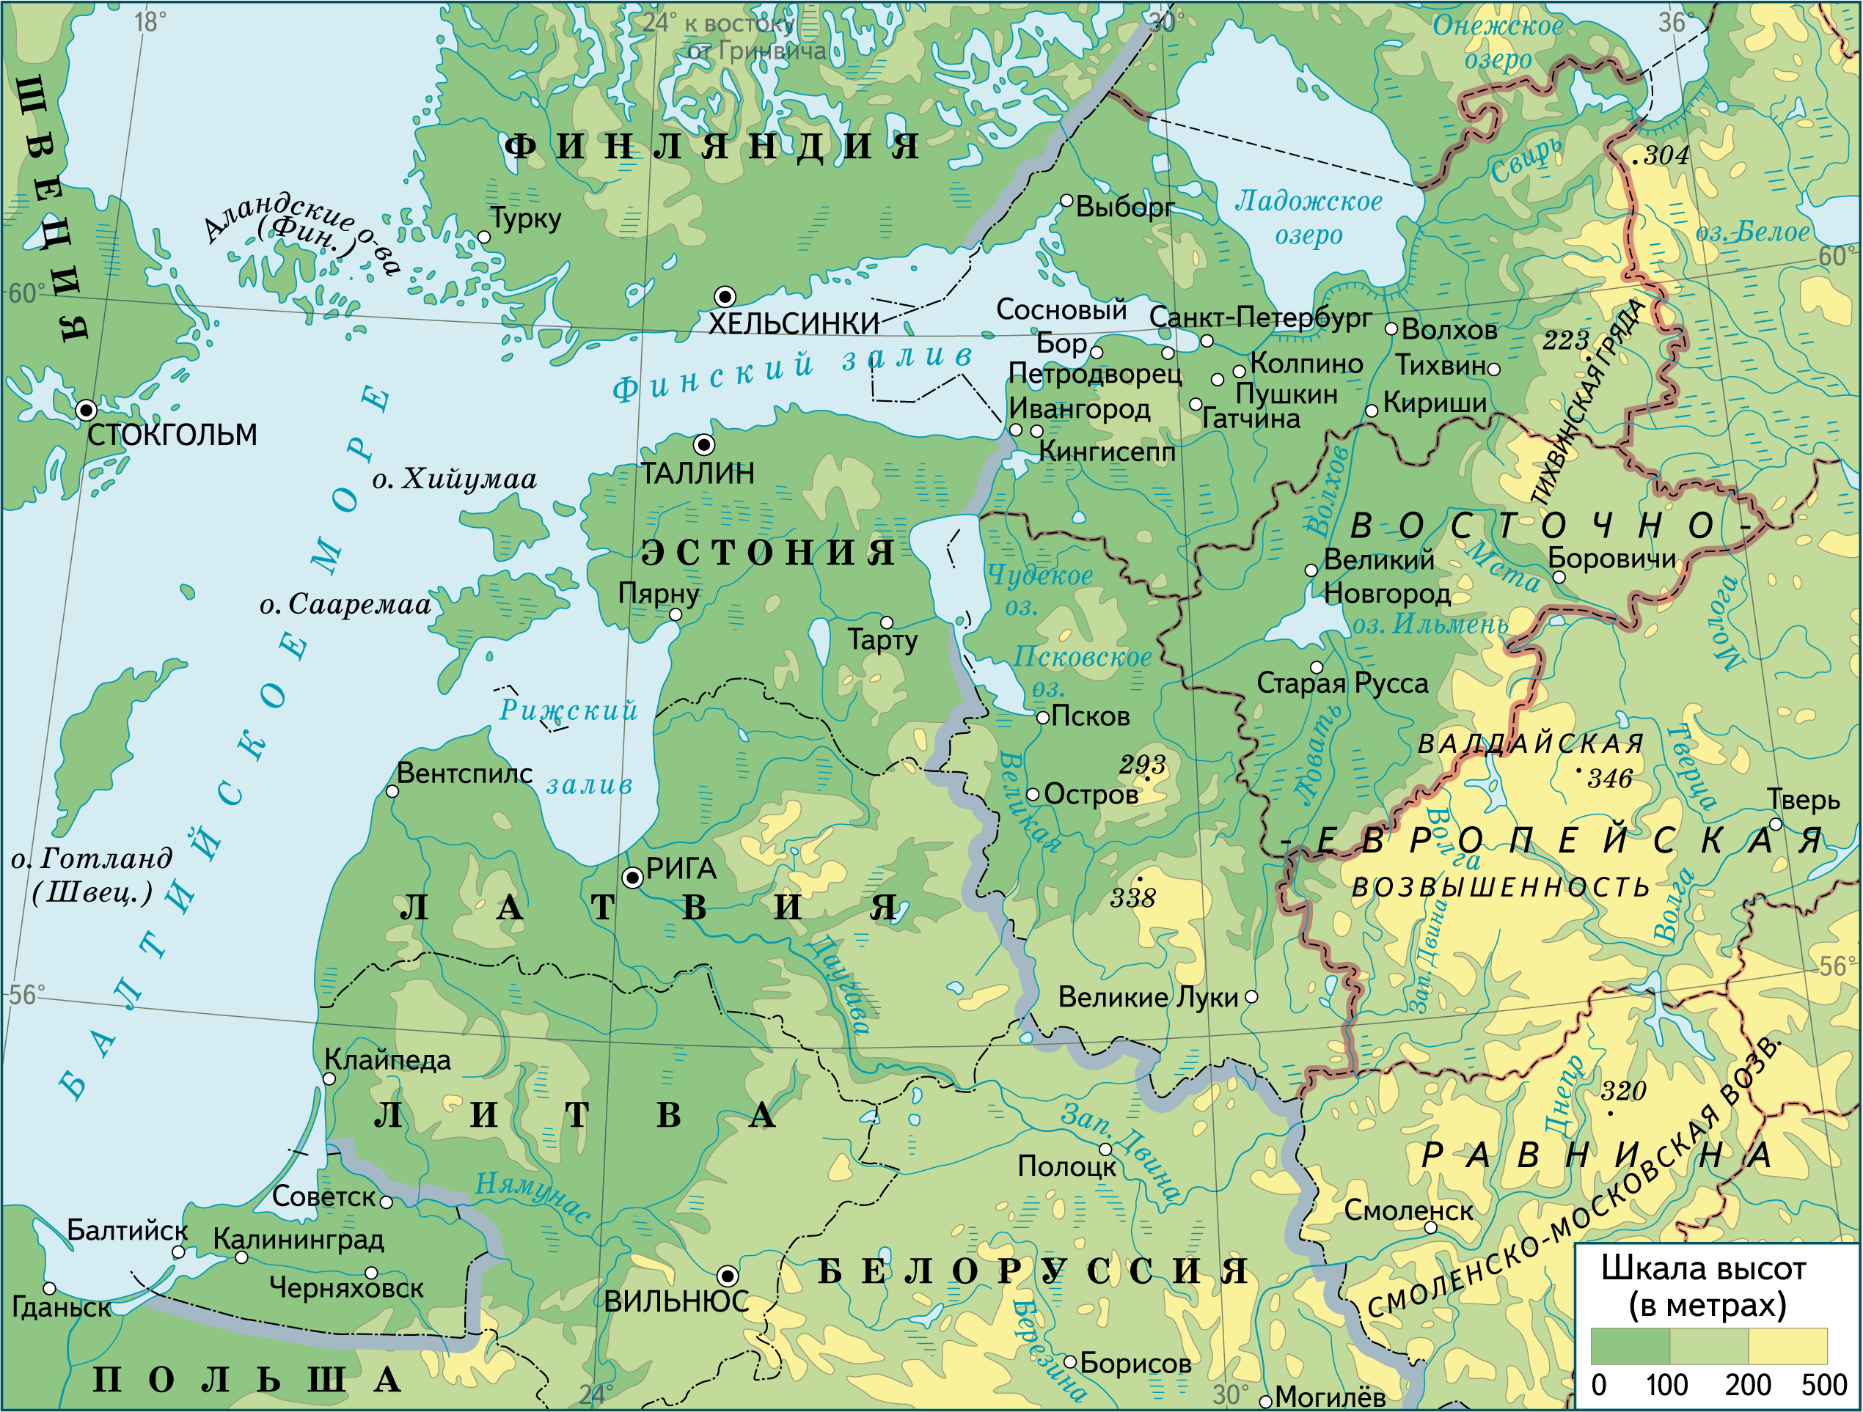 18°
24° к востоку
от Гринвича
30°
36°
Онежское
озеро
ШВЕЦИЯ
ФИНЛЯНДИЯ
Свирь
304
Аландские о-ва
(Фин.)
Турку
Выборг
Ладожское
озеро
оз. Белое
60°
60°
ХЕЛЬСИНКИ
Сосновый
Бор
Санкт-Петербург
Волхов
223
ТИХВИНСКАЯ ГРЯДА
Финский залив
Петродворец
Колпино
Пушкин
Тихвин
Ивангород
Гатчина
Кириши
Кингисепп
СТОКГОЛЬМ
ТАЛЛИН
о. Хийумаа
БАЛТИЙСКОЕ МОРЕ
Волхов
ВОСТОЧНО-
ЭСТОНИЯ
Чудское
оз.
Великий
Новгород
Мста
Боровичи
Молога
о. Сааремаа
Пярну
Тарту
оз. Ильмень
Псковское
оз.
Старая Русса
Рижский
залив
Псков
Ловать
ВАЛДАЙСКАЯ
346
Тверца
Вентспилс
Великая
293
Остров
Волга
Тверь
-ЕВРОПЕЙСКАЯ
о. Готланд
(Швец.)
РИГА
338
ВОЗВЫШЕННОСТЬ
ЛАТВИЯ
Даугава
Зап. Двина
Волга
56°
56°
Великие Луки
Клайпеда
Днепр
320
ЛИТВА
Зап. Двина
РАВНИНА
Полоцк
Нямунас
Советск
Смоленск
СМОЛЕНСКО-МОСКОВСКАЯ ВОЗВ.
Балтийск
Калининград
Черняховск
БЕЛОРУССИЯ
Гданьск
ВИЛЬНЮС
Березина
Борисов
ПОЛЬША
24°
30°
Могилёв
Шкала высот
(в метрах)
0 100 200 500